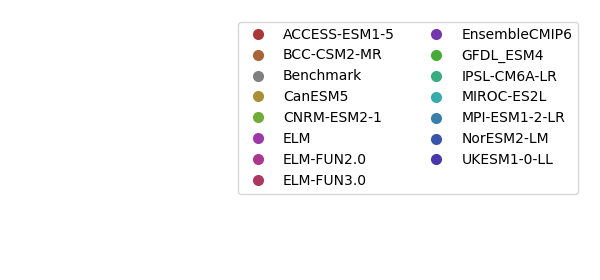 ACCESS-ESM1-5
BCC-CSM2-MR
Benchmark
CanESM5
CNRM-ESM2-1
ELM
ELM-FUN2.0
ELM-FUN3.0
EnsembleCMIP6
GFDL_ESM4
IPSL-CM6A-LR
MIROC-ES2L
MPI-ESM1-2-LR
NorESM2-LM
UKESM1-0-LL